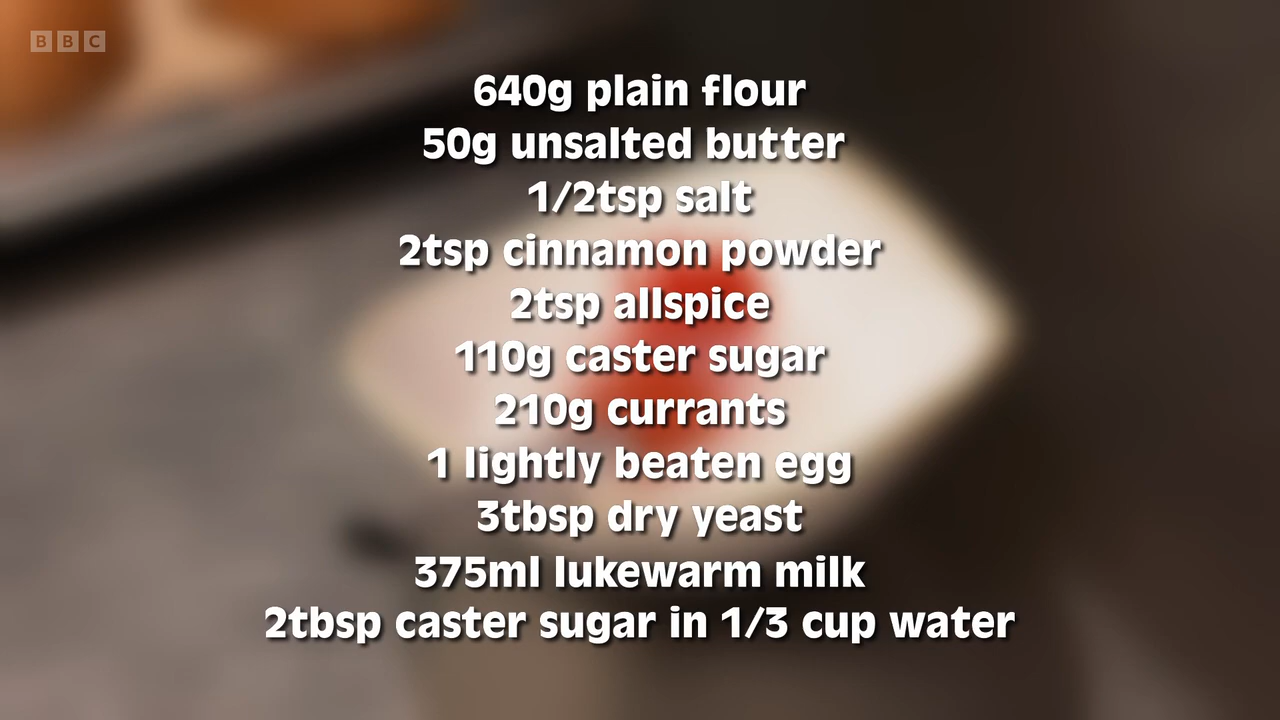 BBC
640g plain flour
50g unsalted butter
1/2tsp salt
2tsp cinnamon powder
2tsp allspice
110g caster sugar
210g currants
1 lightly beaten egg
3tbsp dry yeast
375ml lukewarm milk
2tbsp caster sugar in 1/3 cup water